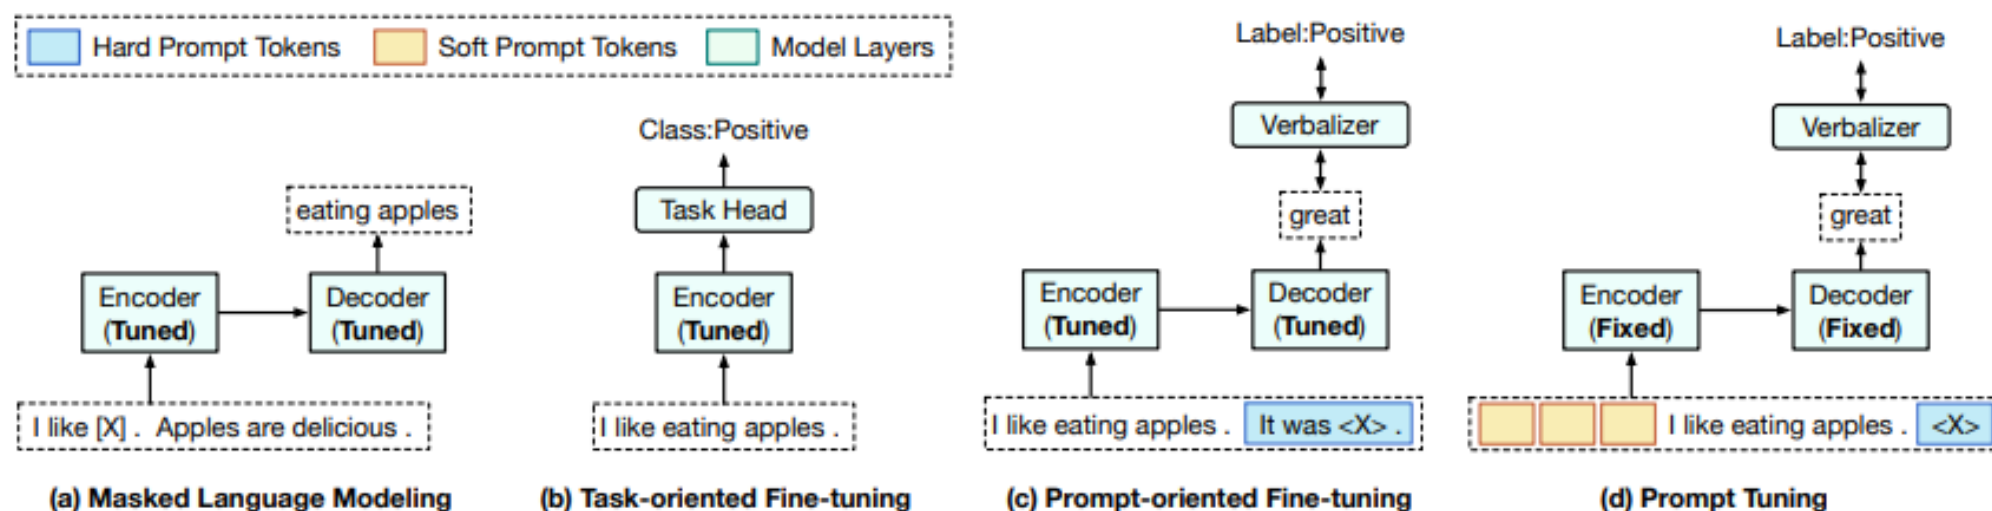 Hard Prompt Tokens
Soft Prompt Tokens
Model Layers
eating apples
Encoder
(Tuned)
Decoder
(Tuned)
I like [X] . Apples are delicious .
(a) Masked Language Modeling
Class:Positive
Task Head
Encoder
(Tuned)
I like eating apples .
(b) Task-oriented Fine-tuning
Label:Positive
Verbalizer
great
Encoder
(Tuned)
Decoder
(Tuned)
I like eating apples . It was <X> .
(c) Prompt-oriented Fine-tuning
Label:Positive
Verbalizer
great
Encoder
(Fixed)
Decoder
(Fixed)
I like eating apples . <X>
(d) Prompt Tuning